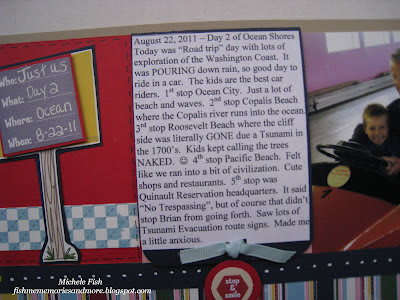 Who: Just us
What: Day 2
Where: Ocean
When: 8-22-11
August 22, 2011 – Day 2 of Ocean Shores
Today was "Road trip" day with lots of
exploration of the Washington Coast. It
was POURING down rain, so good day
to ride in a car. The kids are the best car
riders. 1st stop Ocean City. Just a lot of
beach and waves. 2nd stop Copalis Beach
where the Copalis river runs into the ocean.
3rd stop Roosevelt Beach where the cliff
side was literally GONE due a Tsunami in
the 1700's. Kids kept calling the trees
NAKED. ☺ 4th stop Pacific Beach. Felt
like we ran into a bit of civilization. Cute
shops and restaurants. 5th stop was
Quinault Reservation headquarters. It said
"No Trespassing", but of course that didn't
stop Brian from going forth. Saw lots of
Tsunami Evacuation route signs. Made me
a little anxious.
stop
&
smile
Michele Fish
fishmemories​andmore.blogspot.com